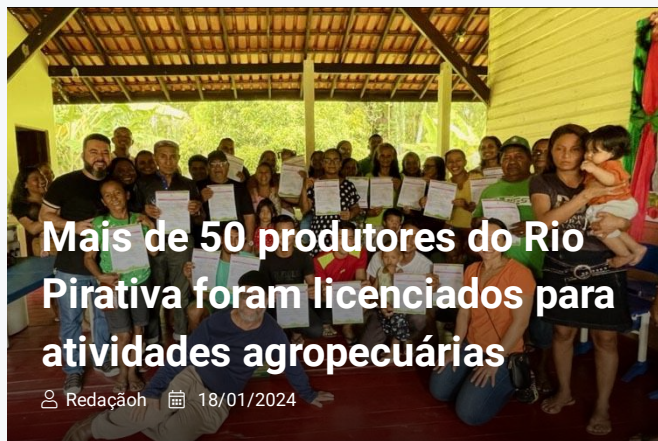 Mais de 50 produtores do Rio
Pirativa foram licenciados para
atividades agropecuárias
Redaçãoh 18/01/2024